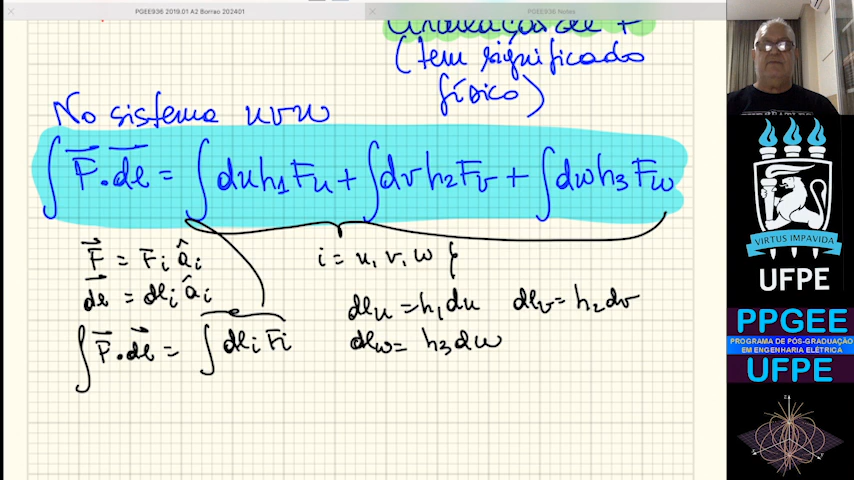 PGEE936 2019.01 A2 Borrao 202401
PGEE936 Notes
(tem significado
físico)
No sistema uvw
∫ F⃗ · dℓ⃗ = ∫ du h₁ Fu + ∫ dv h₂ Fv + ∫ dw h₃ Fw
F⃗ = Fi âi
i = u, v, w {
dℓ⃗ = dℓi âi
dℓu = h₁ du dℓv = h₂ dv
∫ F⃗ · dℓ⃗ = ∫ dℓi Fi
dℓw = h₃ dw
VIRTUS IMPAVIDA
UFPE
PPGEE
PROGRAMA DE PÓS-GRADUAÇÃO
EM ENGENHARIA ELÉTRICA
UFPE